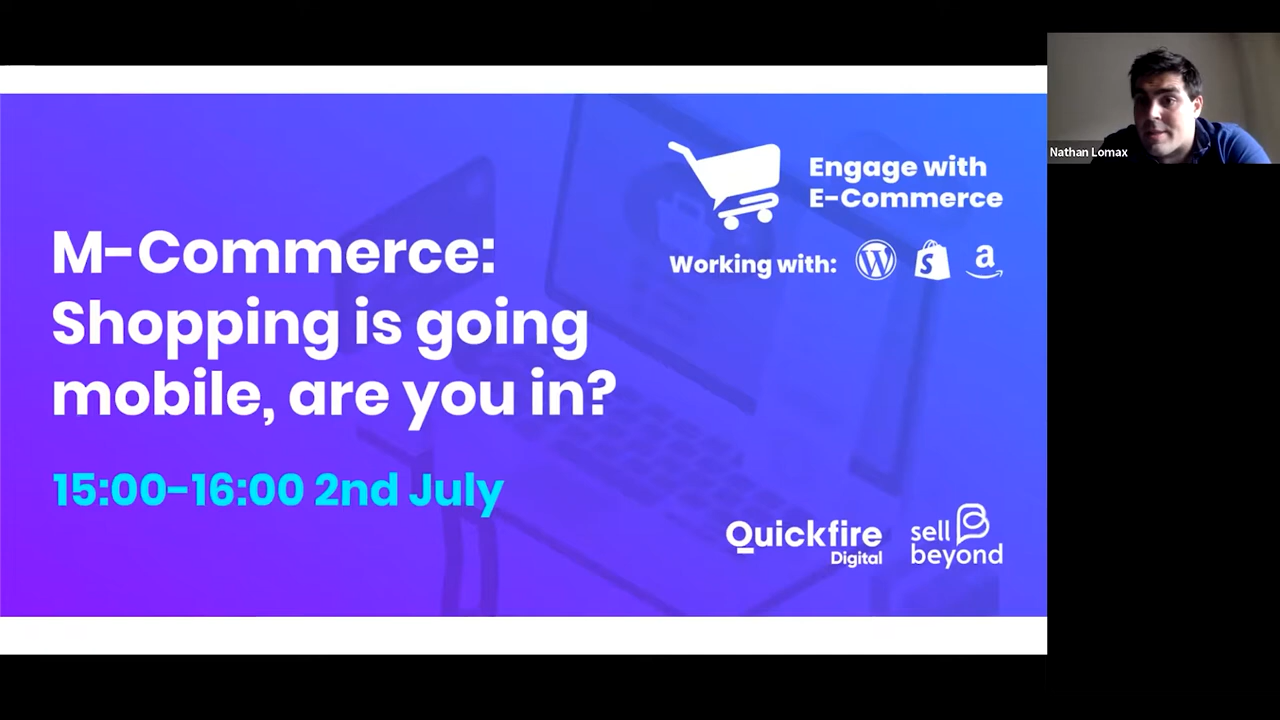 M-Commerce:
Shopping is going
mobile, are you in?
15:00-16:00 2nd July
Engage with
E-Commerce
Working with:
Quickfire
Digital
sell
beyond
Nathan Lomax